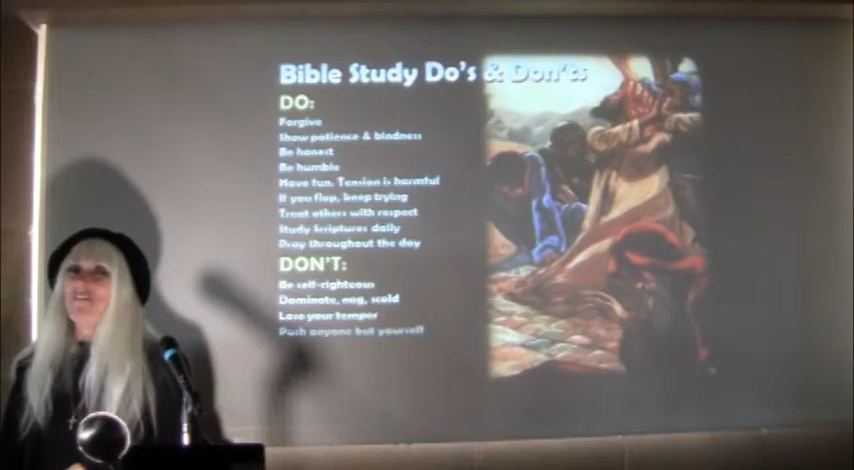 Bible Study Do's & Don'ts
DO:
Forgive
Show patience & kindness
Be honest
Be humble
Have fun. Tension is harmful
If you flop, keep trying
Treat others with respect
Study Scriptures daily
Pray throughout the day
DON'T:
Be self-righteous
Dominate, nag, scold
Lose your temper
Push anyone but yourself